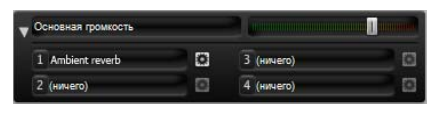 Основная громкость
1 Ambient reverb
3 (ничего)
2 (ничего)
4 (ничего)